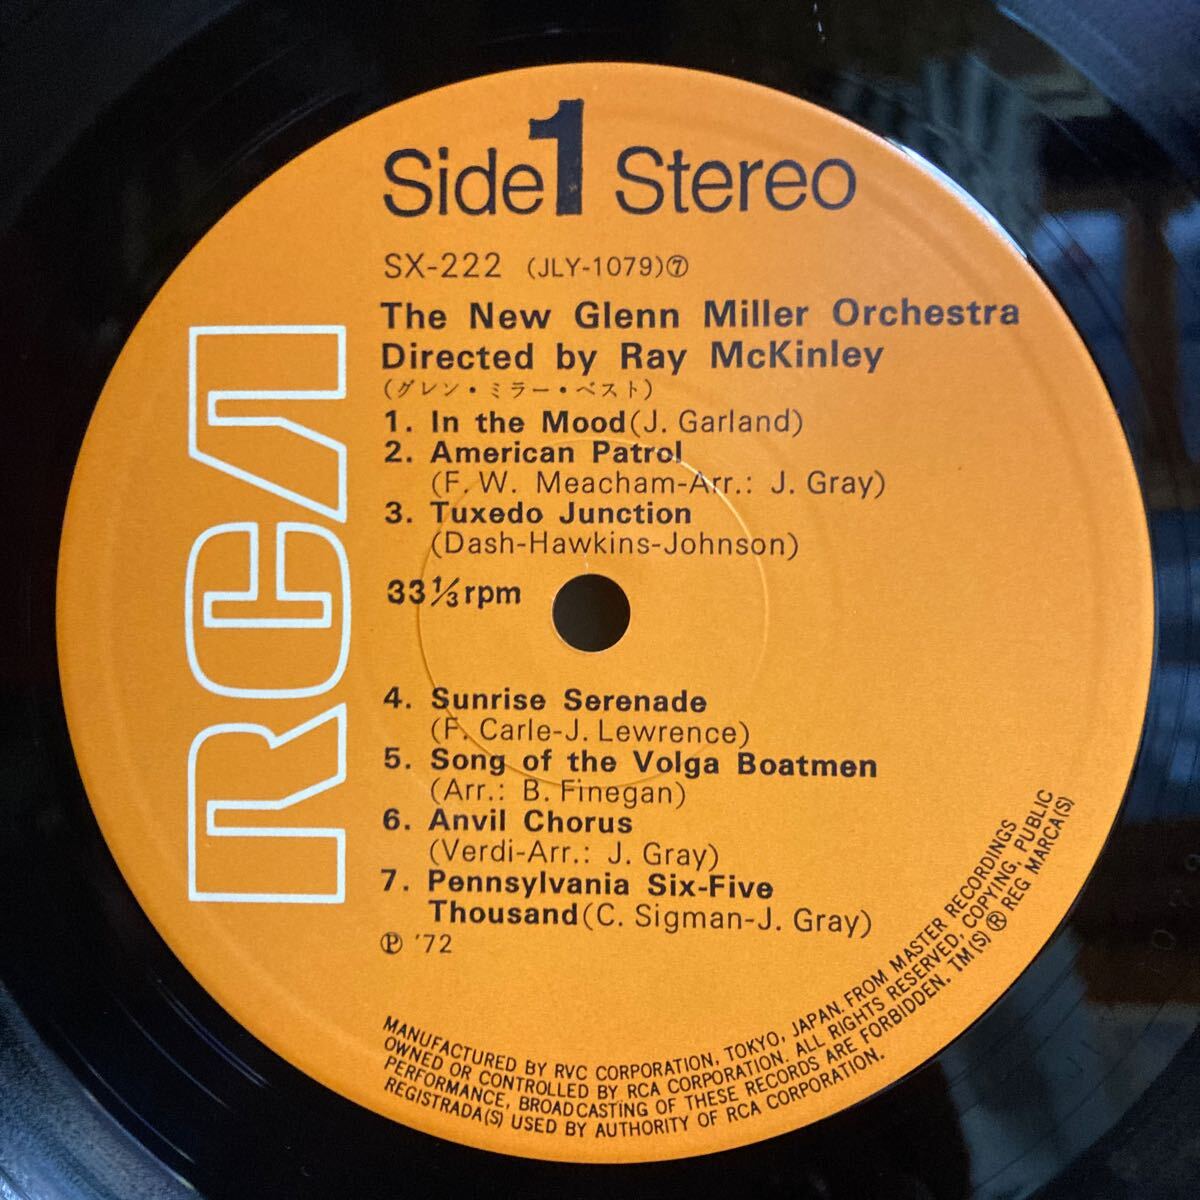 Side 1 Stereo
SX-222 (JLY-1079)⑦
The New Glenn Miller Orchestra
Directed by Ray McKinley
(グレン・ミラー・ベスト)
1. In the Mood(J. Garland)
2. American Patrol
(F. W. Meacham-Arr.: J. Gray)
3. Tuxedo Junction
(Dash-Hawkins-Johnson)
33 1/3 rpm
4. Sunrise Serenade
(F. Carle-J. Lewrence)
5. Song of the Volga Boatmen
(Arr.: B. Finegan)
6. Anvil Chorus
(Verdi-Arr.: J. Gray)
7. Pennsylvania Six-Five
Thousand(C. Sigman-J. Gray)
℗ '72
RCA
MANUFACTURED BY RVC CORPORATION, TOKYO, JAPAN, FROM MASTER RECORDINGS
OWNED OR CONTROLLED BY RCA CORPORATION. ALL RIGHTS RESERVED, COPYING, PUBLIC
PERFORMANCE, BROADCASTING OF THESE RECORDS ARE FORBIDDEN. TM(S) ® REG MARCA(S)
REGISTRADA(S) USED BY AUTHORITY OF RCA CORPORATION.